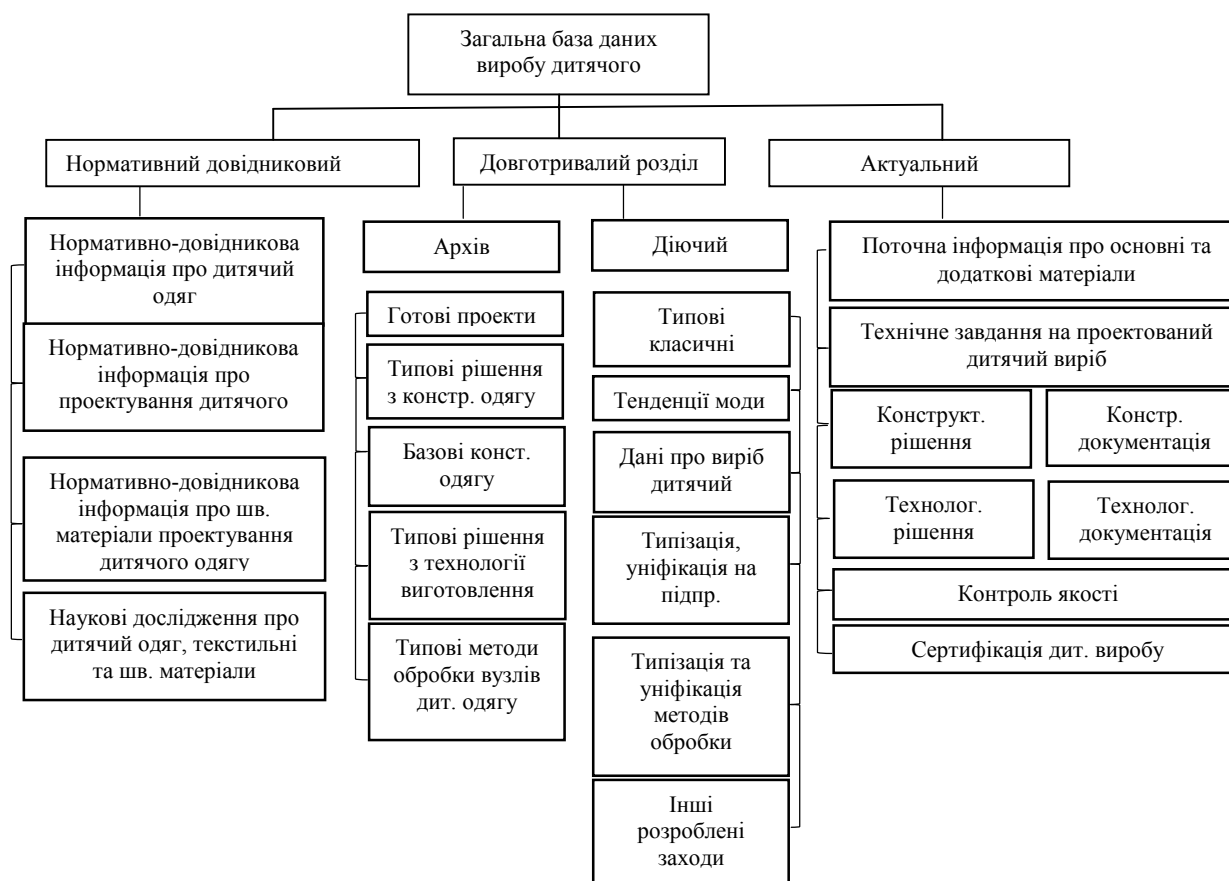 Загальна база даних
виробу дитячого
Нормативний довідниковий
Довготривалий розділ
Актуальний
Нормативно-довідникова
інформація про дитячий
одяг
Нормативно-довідникова
інформація про
проектування дитячого
Нормативно-довідникова
інформація про шв.
матеріали проектування
дитячого одягу
Наукові дослідження про
дитячий одяг, текстильні
та шв. матеріали
Архів
Готові проекти
Типові рішення
з констр. одягу
Базові конст.
одягу
Типові рішення
з технології
виготовлення
Типові методи
обробки вузлів
дит. одягу
Діючий
Типові
класичні
Тенденції моди
Дані про виріб
дитячий
Типізація,
уніфікація на
підпр.
Типізація та
уніфікація
методів
обробки
Інші
розроблені
заходи
Поточна інформація про основні та
додаткові матеріали
Технічне завдання на проектований
дитячий виріб
Конструкт.
рішення
Констр.
документація
Технолог.
рішення
Технолог.
документація
Контроль якості
Сертифікація дит. виробу